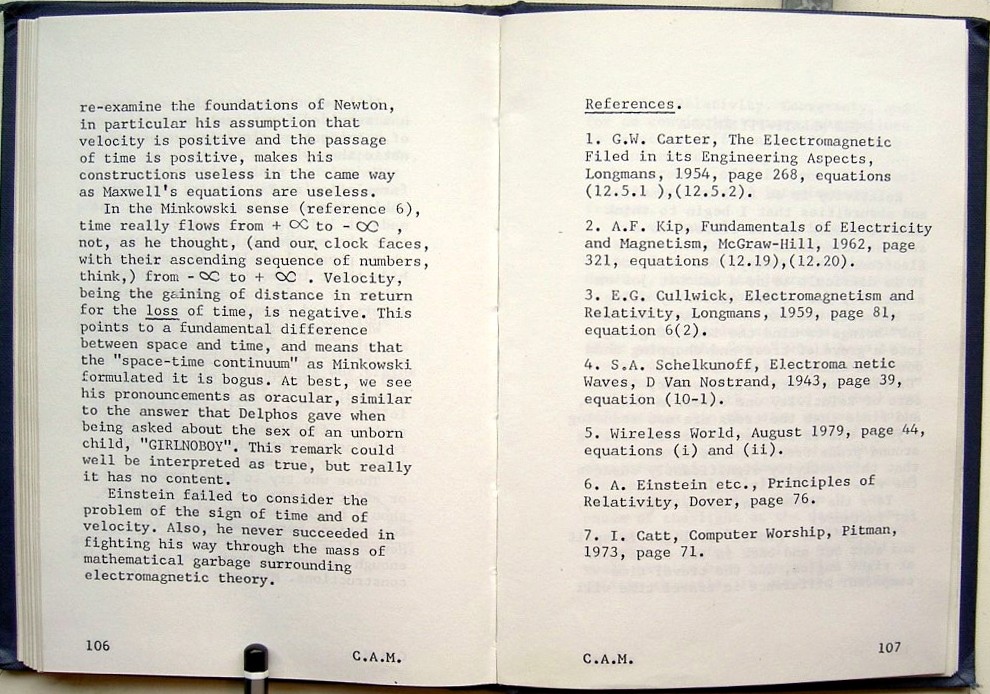 re-examine the foundations of Newton,
in particular his assumption that
velocity is positive and the passage
of time is positive, makes his
constructions useless in the came way
as Maxwell's equations are useless.
In the Minkowski sense (reference 6),
time really flows from + ∞ to - ∞ ,
not, as he thought, (and our, clock faces,
with their ascending sequence of numbers,
think,) from - ∞ to + ∞ . Velocity,
being the gaining of distance in return
for the loss of time, is negative. This
points to a fundamental difference
between space and time, and means that
the "space-time continuum" as Minkowski
formulated it is bogus. At best, we see
his pronouncements as oracular, similar
to the answer that Delphos gave when
being asked about the sex of an unborn
child, "GIRLNOBOY". This remark could
well be interpreted as true, but really
it has no content.
Einstein failed to consider the
problem of the sign of time and of
velocity. Also, he never succeeded in
fighting his way through the mass of
mathematical garbage surrounding
electromagnetic theory.
106
C.A.M.
References.
1. G.W. Carter, The Electromagnetic
Filed in its Engineering Aspects,
Longmans, 1954, page 268, equations
(12.5.1 ),(12.5.2).
2. A.F. Kip, Fundamentals of Electricity
and Magnetism, McGraw-Hill, 1962, page
321, equations (12.19),(12.20).
3. E.G. Cullwick, Electromagnetism and
Relativity, Longmans, 1959, page 81,
equation 6(2).
4. S.A. Schelkunoff, Electroma netic
Waves, D Van Nostrand, 1943, page 39,
equation (10-1).
5. Wireless World, August 1979, page 44,
equations (i) and (ii).
6. A. Einstein etc., Principles of
Relativity, Dover, page 76.
7. I. Catt, Computer Worship, Pitman,
1973, page 71.
C.A.M.
107